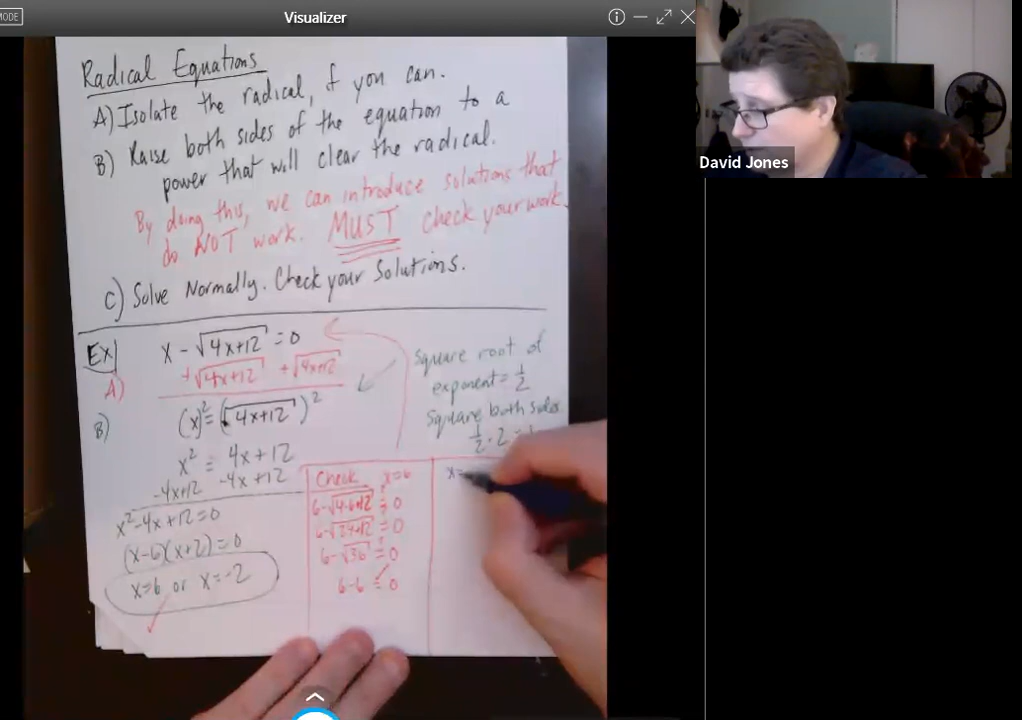 MODE
Visualizer
David Jones
Radical Equations
A) Isolate the radical, if you can.
B) Raise both sides of the equation to a
power that will clear the radical.
By doing this, we can introduce solutions that
do NOT work. MUST check your work.
C) Solve Normally. Check your Solutions.
EX
x - √4x+12 = 0
A)
+√4x+12 +√4x+12
B)
(x)² = (√4x+12)²
x² = 4x+12
-4x+12 -4x+12
x²-4x+12=0
(x-6)(x+2)=0
x=6 or x=-2
Square root of
exponent = 1/2
Square both sides
1/2 · 2 =
Check x=6
6-√4·6+12 ?= 0
6-√24+12 ?= 0
6-√36 ?= 0
6-6 = 0
x=